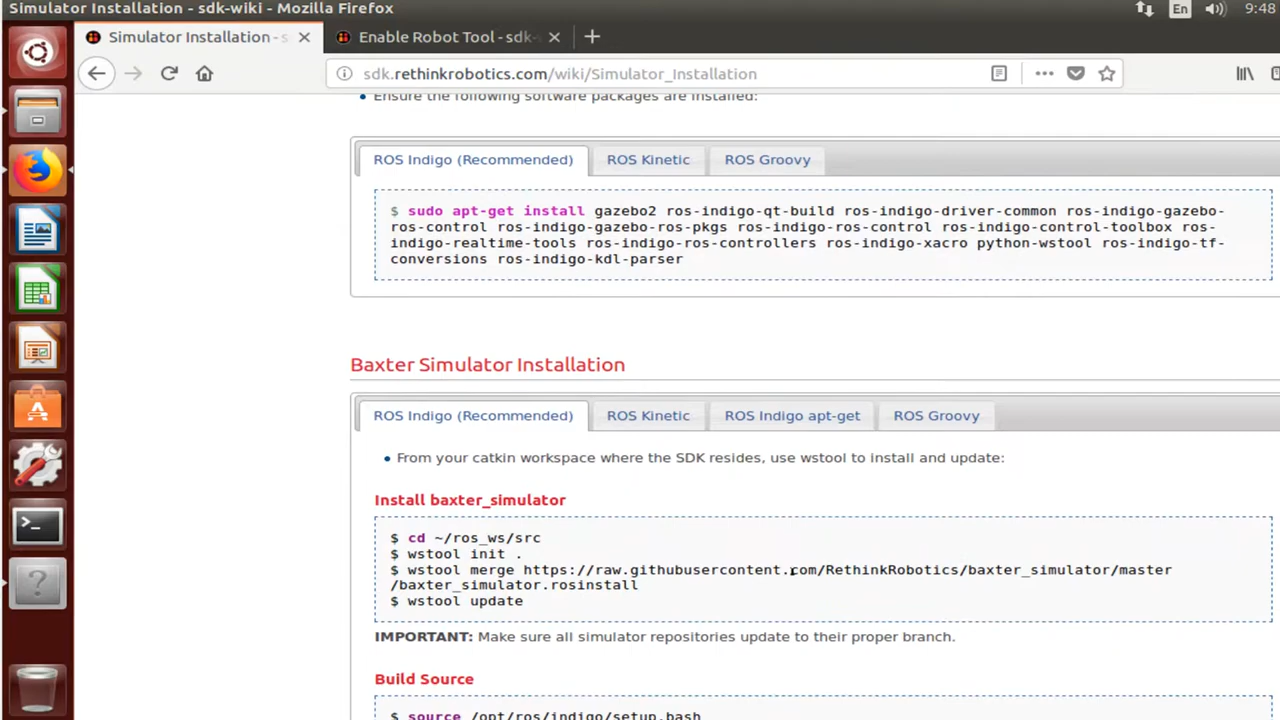 Simulator Installation - sdk-wiki - Mozilla Firefox
En
9:48
Simulator Installation - s
Enable Robot Tool - sdk-
sdk.rethinkrobotics.com/wiki/Simulator_Installation
Ensure the following software packages are installed:
ROS Indigo (Recommended) ROS Kinetic ROS Groovy
$ sudo apt-get install gazebo2 ros-indigo-qt-build ros-indigo-driver-common ros-indigo-gazebo-
ros-control ros-indigo-gazebo-ros-pkgs ros-indigo-ros-control ros-indigo-control-toolbox ros-
indigo-realtime-tools ros-indigo-ros-controllers ros-indigo-xacro python-wstool ros-indigo-tf-
conversions ros-indigo-kdl-parser
Baxter Simulator Installation
ROS Indigo (Recommended) ROS Kinetic ROS Indigo apt-get ROS Groovy
From your catkin workspace where the SDK resides, use wstool to install and update:
Install baxter_simulator
$ cd ~/ros_ws/src
$ wstool init .
$ wstool merge https://raw.githubusercontent.com/RethinkRobotics/baxter_simulator/master
/baxter_simulator.rosinstall
$ wstool update
IMPORTANT: Make sure all simulator repositories update to their proper branch.
Build Source
$ source /opt/ros/indigo/setup.bash